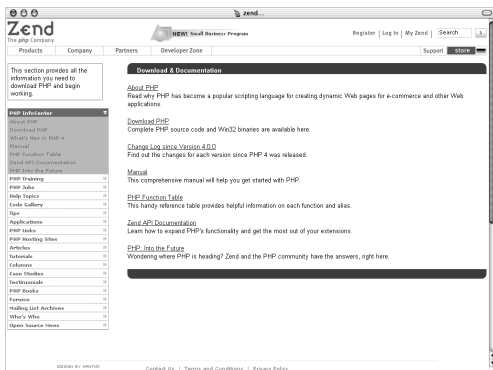 zend...
Zend
The php Company
NEW! Small Business Program
Register | Log In | My Zend | Search
Products Company Partners Developer Zone Support store
This section provides all the
information you need to
download PHP and begin
working.
PHP InfoCenter
About PHP
Download PHP
What's New in PHP 4
Manual
PHP Function Table
Zend API Documentation
PHP Into the Future
PHP Training
PHP Jobs
Help Topics
Code Gallery
Tips
Applications
PHP Links
PHP Hosting Sites
Articles
Tutorials
Columns
Case Studies
Testimonials
PHP Books
Forums
Mailing List Archives
Who's Who
Open Source News
Download & Documentation
About PHP
Read why PHP has become a popular scripting language for creating dynamic Web pages for e-commerce and other Web
applications.
Download PHP
Complete PHP source code and Win32 binaries are available here.
Change Log since Version 4.0.0
Find out the changes for each version since PHP 4 was released.
Manual
This comprehensive manual will help you get started with PHP.
PHP Function Table
This handy reference table provides helpful information on each function and alias.
Zend API Documentation
Learn how to expand PHP's functionality and get the most out of your extensions.
PHP: Into the Future
Wondering where PHP is heading? Zend and the PHP community have the answers, right here.
DESIGN BY MANTIS
Contact Us | Terms and Conditions | Privacy Policy